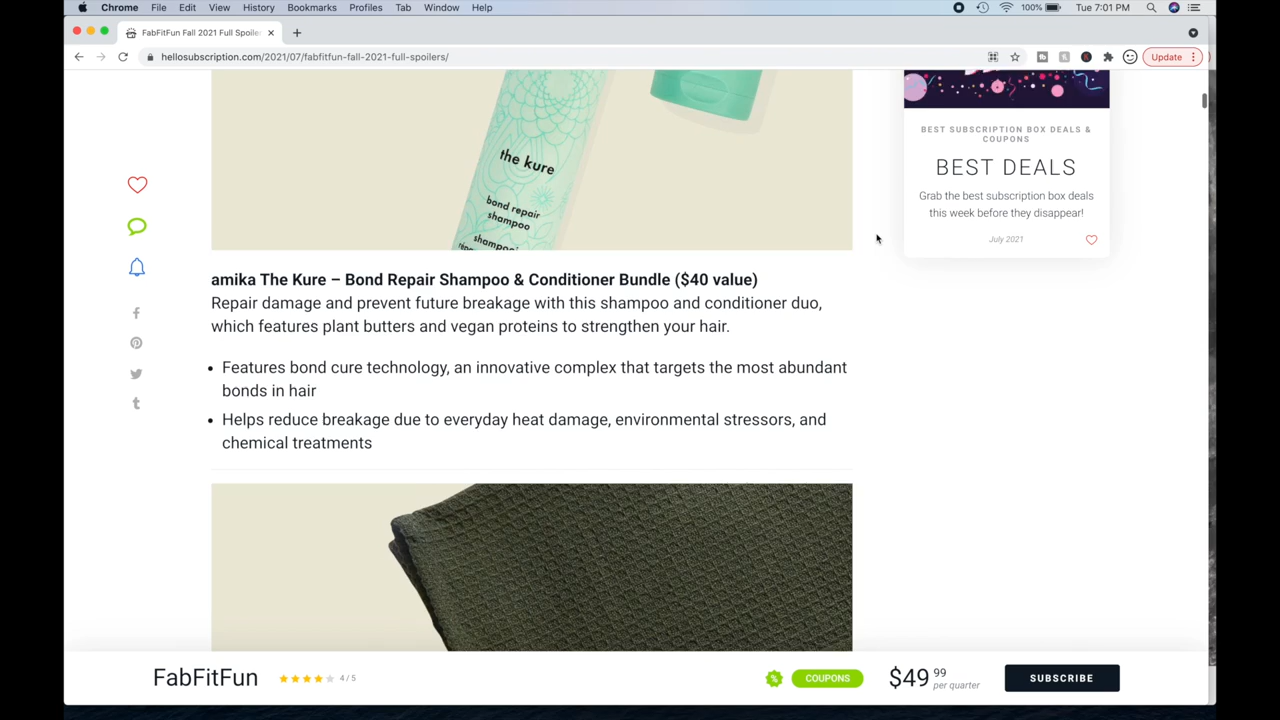 Chrome File Edit View History Bookmarks Profiles Tab Window Help 100% Tue 7:01 PM
FabFitFun Fall 2021 Full Spoiler
hellosubscription.com/2021/07/fabfitfun-fall-2021-full-spoilers/ Update
the kure
bond repair
shampoo
BEST SUBSCRIPTION BOX DEALS &
COUPONS
BEST DEALS
Grab the best subscription box deals
this week before they disappear!
July 2021
amika The Kure – Bond Repair Shampoo & Conditioner Bundle ($40 value)
Repair damage and prevent future breakage with this shampoo and conditioner duo,
which features plant butters and vegan proteins to strengthen your hair.
• Features bond cure technology, an innovative complex that targets the most abundant
bonds in hair
• Helps reduce breakage due to everyday heat damage, environmental stressors, and
chemical treatments
FabFitFun 4 / 5 % COUPONS $49 99 per quarter SUBSCRIBE